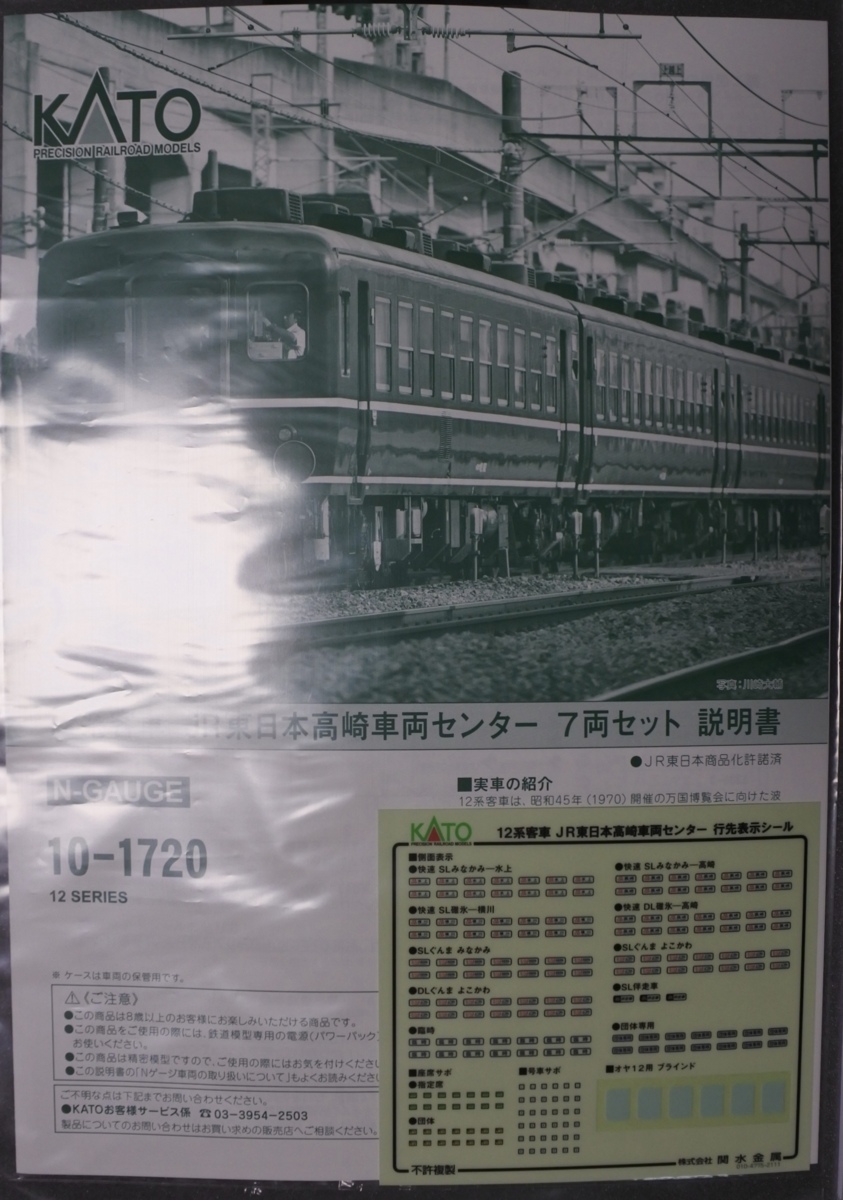 KATO
PRECISION RAILROAD MODELS
写真:川池大輔
JR東日本高崎車両センター 7両セット 説明書
●JR東日本商品化許諾済
N-GAUGE
10-1720
12 SERIES
■実車の紹介
12系客車は、昭和45年(1970)開催の万国博覧会に向けた波
※ ケースは車両の保管用です。
⚠《ご注意》
●この商品は8歳以上のお客様にお楽しみいただける商品です。
●この商品をご使用の際には、鉄道模型専用の電源(パワーパック)
お使いください。
●この商品は精密模型ですので、ご使用の際にはお気を付けくださ
●この説明書の「Nゲージ車両の取り扱いについて」もよくお読みくだ
ご不明な点は下記までお問い合わせください。
●KATOお客様サービス係 ☎03-3954-2503
製品についてのお問い合わせはお買い求めの販売店へご相談ください。
KATO
PRECISION RAILROAD MODELS
12系客車 JR東日本高崎車両センター 行先表示シール
■側面表示
●快速 SLみなかみ―水上
●快速 SL碓氷―横川
●SLぐんま みなかみ
●DLぐんま よこかわ
●臨時
■座席サボ
●指定席
●団体
■号車サボ
●快速 SLみなかみ―高崎
●快速 DL碓氷―高崎
●SLぐんま よこかわ
●SL伴走車
●団体専用
■オヤ12用 ブラインド
不許複製
株式会社 関水金属